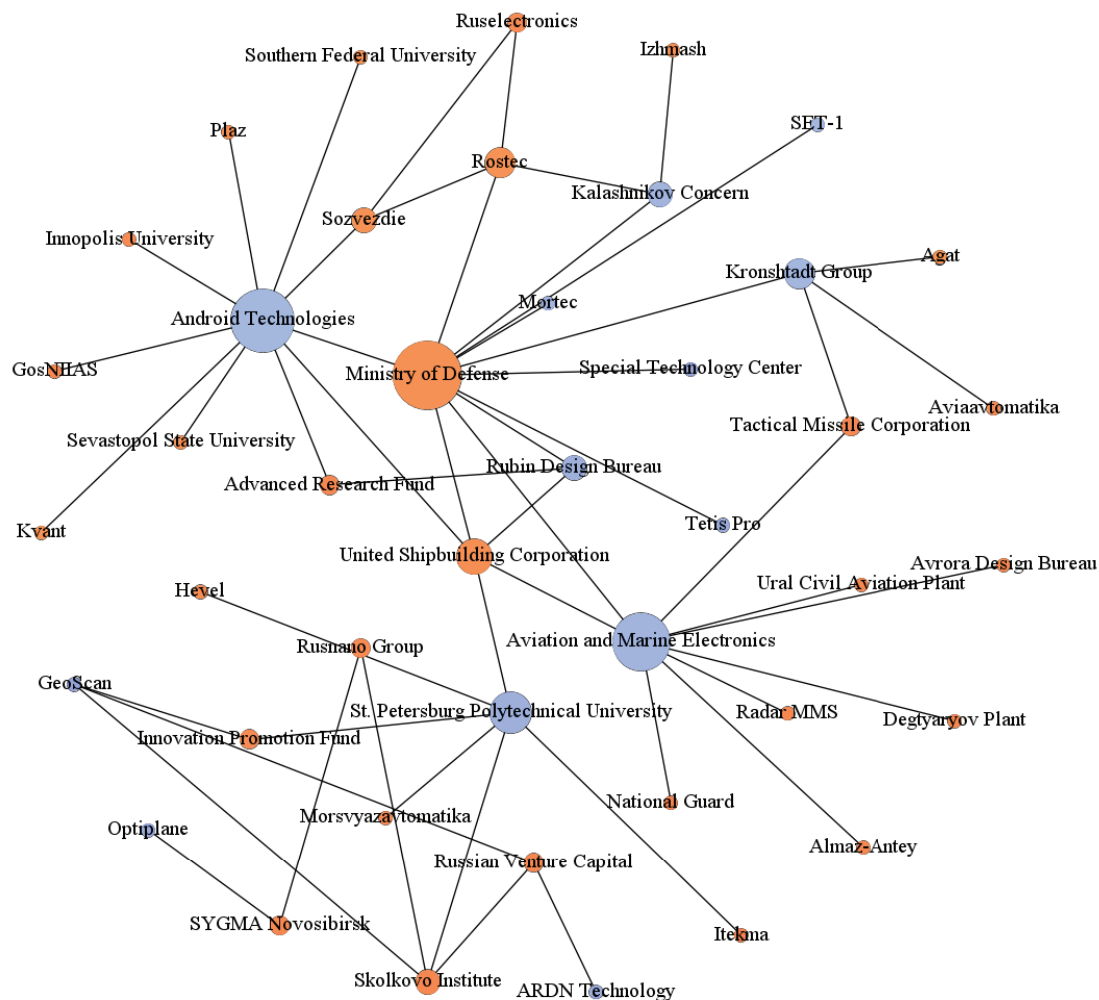 Ruselectronics
Izhmash
Southern Federal University
SET-1
Plaz
Rostec
Kalashnikov Concern
Sozvezdie
Innopolis University
Agat
Kronshtadt Group
Mortec
Android Technologies
GosNIIAS
Special Technology Center
Ministry of Defense
Aviaavtomatika
Tactical Missile Corporation
Sevastopol State University
Rubin Design Bureau
Advanced Research Fund
Tetis Pro
Kvant
United Shipbuilding Corporation
Avrora Design Bureau
Ural Civil Aviation Plant
Hevel
Aviation and Marine Electronics
Rusnano Group
GeoScan
St. Petersburg Polytechnical University
Radar MMS
Degtyaryov Plant
Innovation Promotion Fund
National Guard
Morsvyazavtomatika
Optiplane
Almaz-Antey
Russian Venture Capital
SYGMA Novosibirsk
Itekma
Skolkovo Institute
ARDN Technology